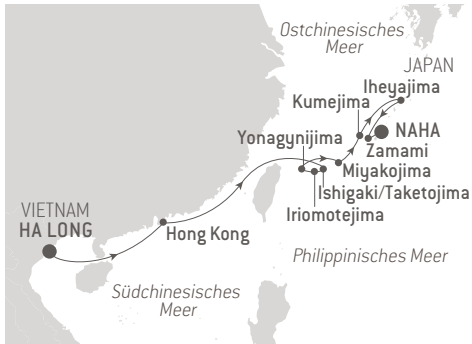 Ostchinesisches
Meer
JAPAN
Iheyajima
Kumejima
NAHA
Yonagynijima
Zamami
Miyakojima
Ishigaki/Taketojima
Iriomotejima
VIETNAM
HA LONG
Hong Kong
Philippinisches Meer
Südchinesisches
Meer